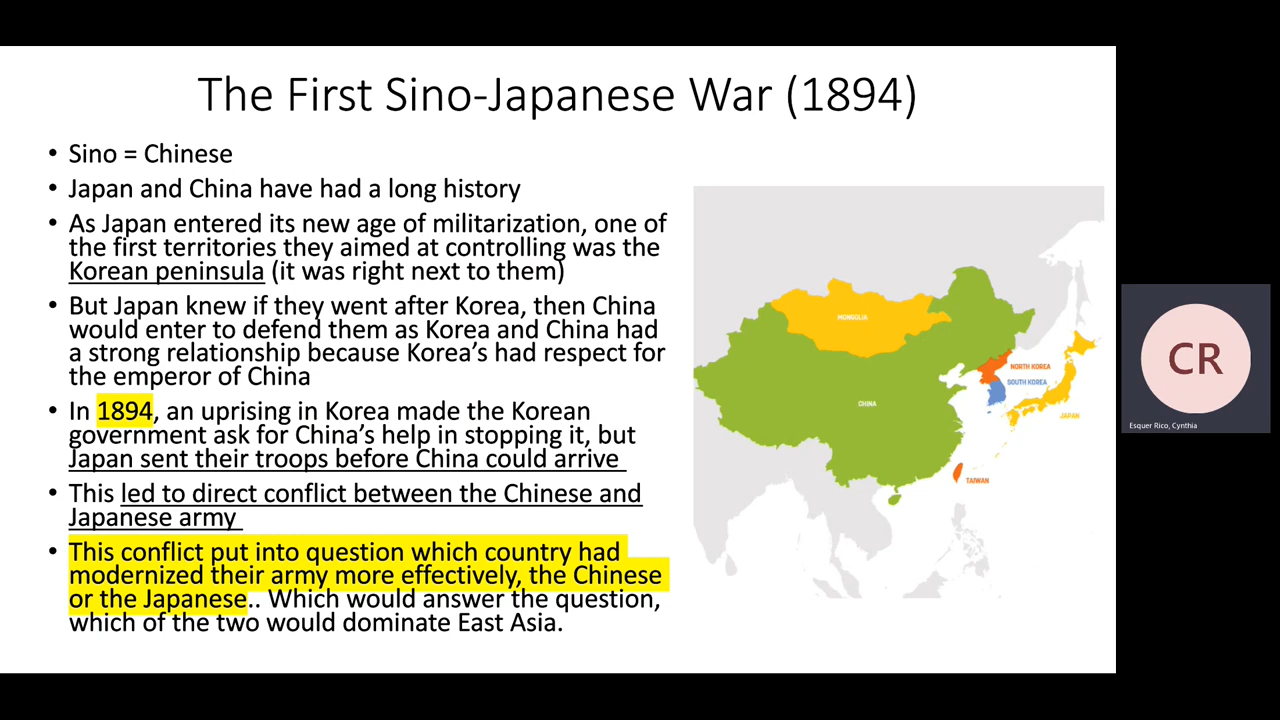 The First Sino-Japanese War (1894)
• Sino = Chinese
• Japan and China have had a long history
• As Japan entered its new age of militarization, one of
the first territories they aimed at controlling was the
Korean peninsula (it was right next to them)
• But Japan knew if they went after Korea, then China
would enter to defend them as Korea and China had
a strong relationship because Korea’s had respect for
the emperor of China
• In 1894, an uprising in Korea made the Korean
government ask for China’s help in stopping it, but
Japan sent their troops before China could arrive
• This led to direct conflict between the Chinese and
Japanese army
• This conflict put into question which country had
modernized their army more effectively, the Chinese
or the Japanese.. Which would answer the question,
which of the two would dominate East Asia.
MONGOLIA
NORTH KOREA
SOUTH KOREA
CHINA
JAPAN
TAIWAN
CR
Esquer Rico, Cynthia